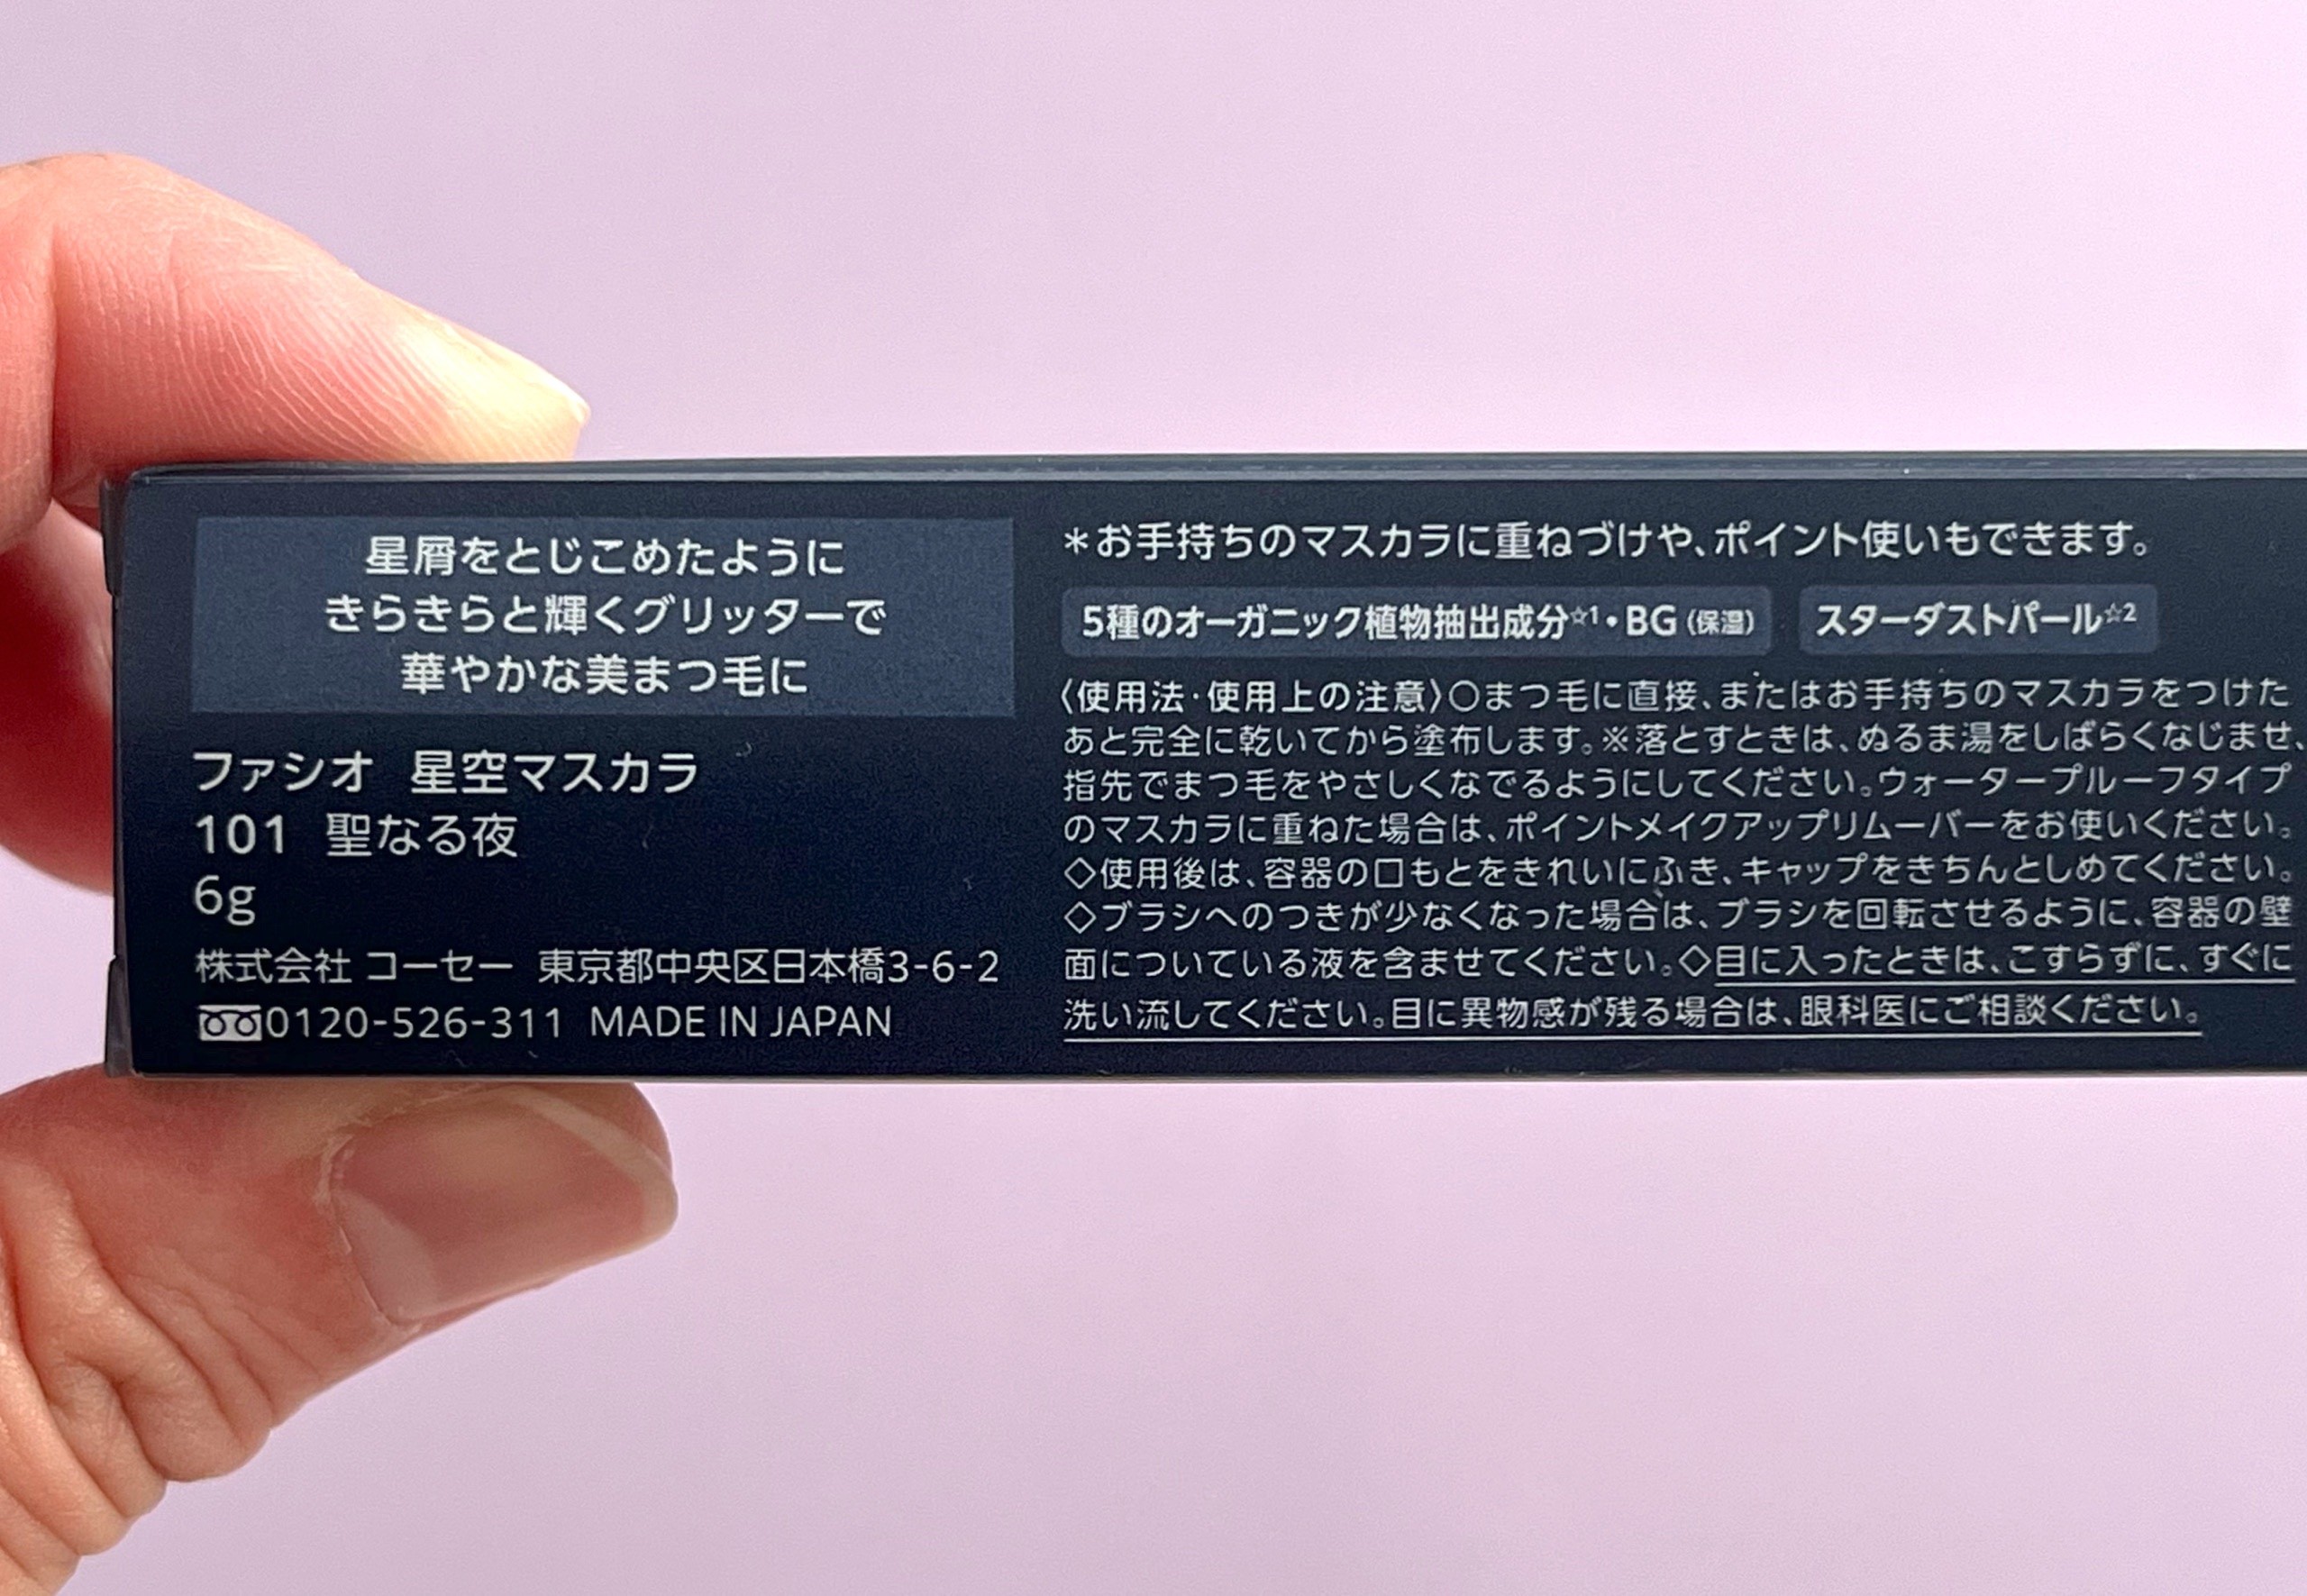 星屑をとじこめたように
きらきらと輝くグリッターで
華やかな美まつ毛に
ファシオ 星空マスカラ
101 聖なる夜
6g
株式会社 コーセー 東京都中央区日本橋3-6-2
0120-526-311 MADE IN JAPAN
＊お手持ちのマスカラに重ねづけや、ポイント使いもできます。
5種のオーガニック植物抽出成分☆1・BG（保湿） スターダストパール☆2
〈使用法・使用上の注意〉○まつ毛に直接、またはお手持ちのマスカラをつけた
あと完全に乾いてから塗布します。※落とすときは、ぬるま湯をしばらくなじませ、
指先でまつ毛をやさしくなでるようにしてください。ウォータープルーフタイプ
のマスカラに重ねた場合は、ポイントメイクアップリムーバーをお使いください。
◇使用後は、容器の口もとをきれいにふき、キャップをきちんとしめてください。
◇ブラシへのつきが少なくなった場合は、ブラシを回転させるように、容器の壁
面についている液を含ませてください。◇目に入ったときは、こすらずに、すぐに
洗い流してください。目に異物感が残る場合は、眼科医にご相談ください。